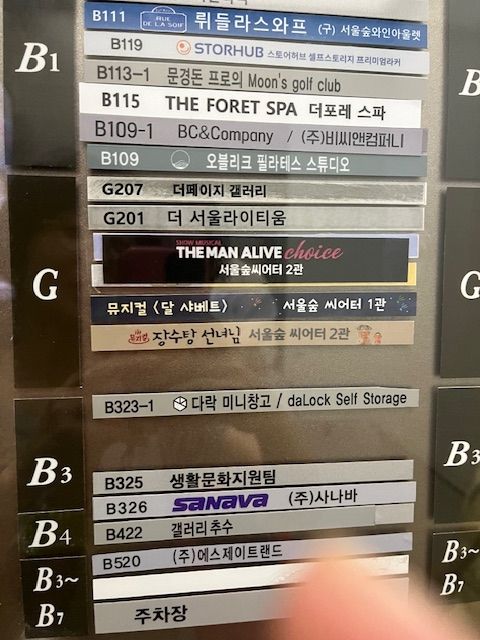 B1
B111 RUE DE LA SOIF 뤼들라스와프 (구) 서울숲와인아울렛
B119 STORHUB 스토어허브 셀프스토리지 프리미엄라커
B113-1 문경돈 프로의 Moon's golf club
B115 THE FORET SPA 더포레 스파
B109-1 BC&Company / (주)비씨앤컴퍼니
B109 오블리크 필라테스 스튜디오
G
G207 더페이지 갤러리
G201 더 서울라이티움
SHOW MUSICAL
THE MAN ALIVE choice
서울숲씨어터 2관
뮤지컬 <달 샤베트> 서울숲 씨어터 1관
뮤지컬 장수탕 선녀님 서울숲 씨어터 2관
B323-1 다락 미니창고 / daLock Self Storage
B3
B325 생활문화지원팀
B326 SANAVA (주)사나바
B4
B422 갤러리추수
B3~
B520 (주)에스제이트랜드
B7
주차장
B
G
B3
B3~
B7